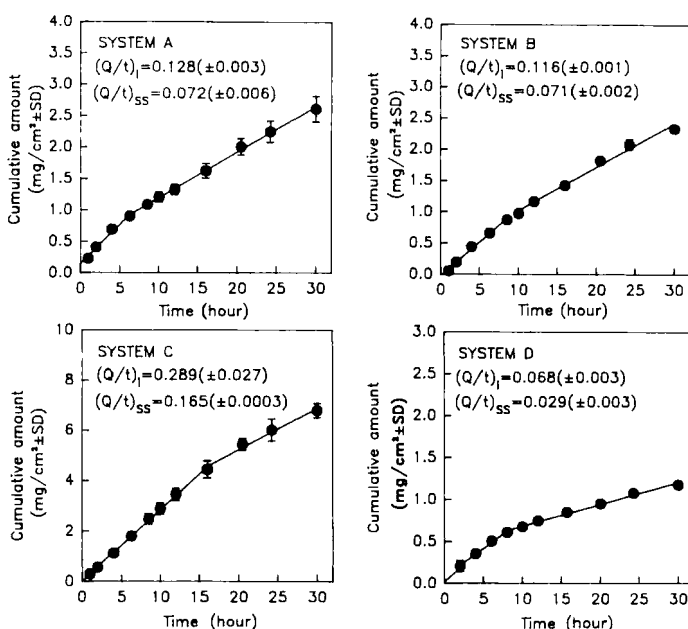 SYSTEM A
(Q/t)I=0.128(±0.003)
(Q/t)SS=0.072(±0.006)
Cumulative amount
(mg/cm²±SD)
4.0
3.5
3.0
2.5
2.0
1.5
1.0
0.5
0.0
0 5 10 15 20 25 30
Time (hour)
SYSTEM B
(Q/t)I=0.116(±0.001)
(Q/t)SS=0.071(±0.002)
Cumulative amount
(mg/cm²±SD)
4.0
3.5
3.0
2.5
2.0
1.5
1.0
0.5
0.0
0 5 10 15 20 25 30
Time (hour)
SYSTEM C
(Q/t)I=0.289(±0.027)
(Q/t)SS=0.165(±0.0003)
Cumulative amount
(mg/cm²±SD)
10
8
6
4
2
0
0 5 10 15 20 25 30
Time (hour)
SYSTEM D
(Q/t)I=0.068(±0.003)
(Q/t)SS=0.029(±0.003)
Cumulative amount
(mg/cm²±SD)
3.0
2.5
2.0
1.5
1.0
0.5
0.0
0 5 10 15 20 25 30
Time (hour)